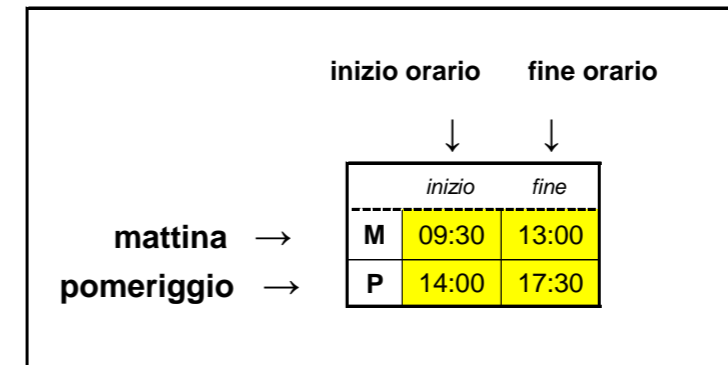 inizio orario fine orario
↓ ↓
inizio fine
mattina → M 09:30 13:00
pomeriggio → P 14:00 17:30